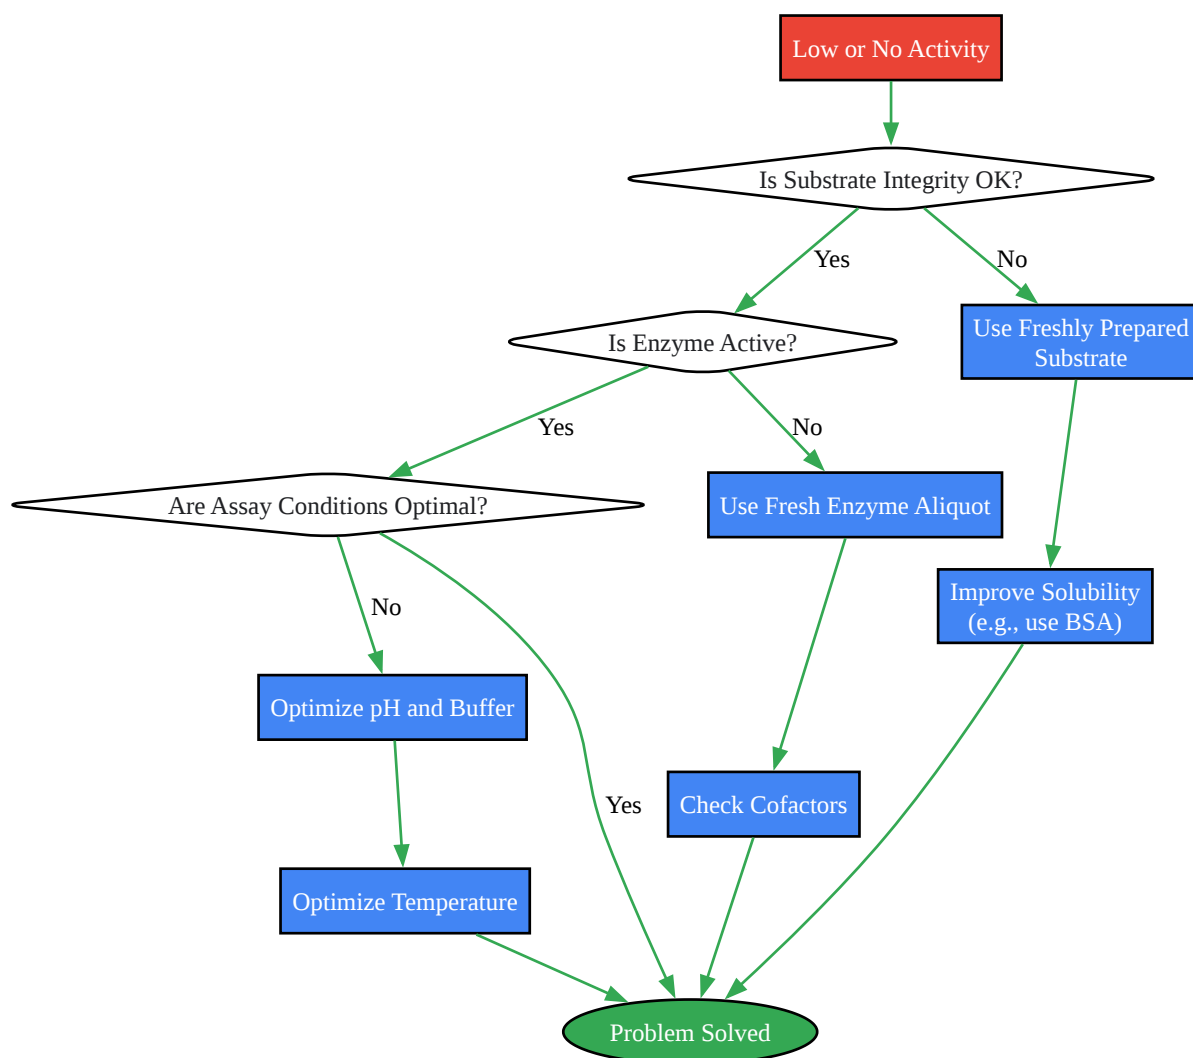 Low or No Activity
Is Substrate Integrity OK?
Yes
No
Is Enzyme Active?
Use Freshly Prepared
Substrate
Yes
No
Are Assay Conditions Optimal?
Use Fresh Enzyme Aliquot
Improve Solubility
(e.g., use BSA)
No
Optimize pH and Buffer
Yes
Check Cofactors
Optimize Temperature
Problem Solved